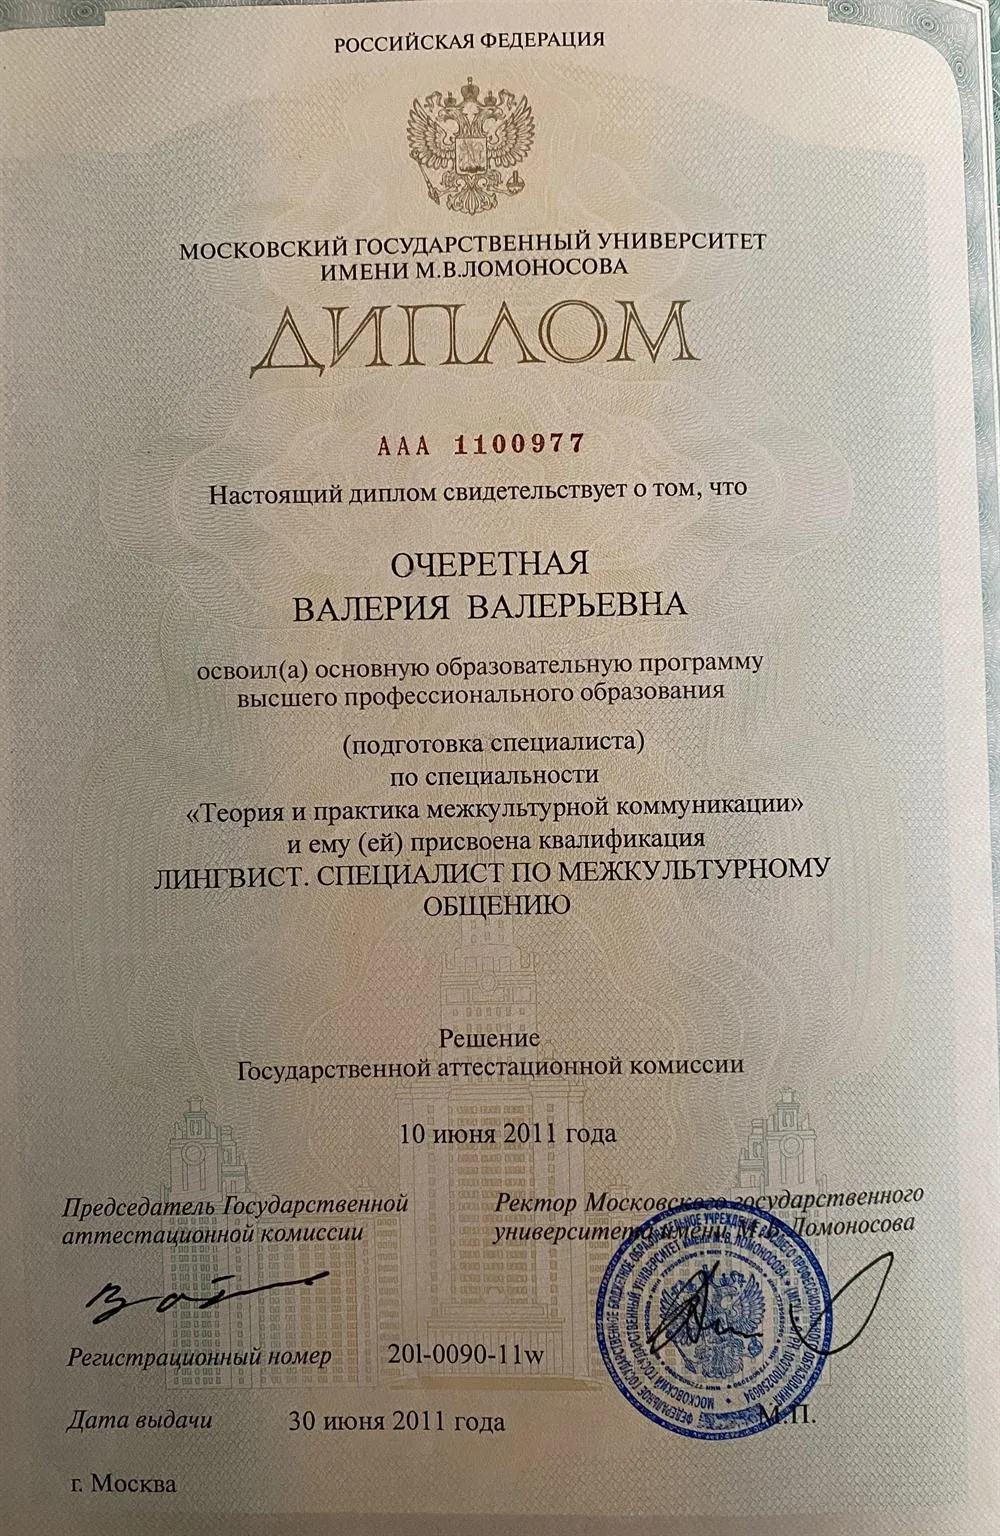 РОССИЙСКАЯ ФЕДЕРАЦИЯ
МОСКОВСКИЙ ГОСУДАРСТВЕННЫЙ УНИВЕРСИТЕТ
ИМЕНИ М.В.ЛОМОНОСОВА
ДИПЛОМ
ААА 1100977
Настоящий диплом свидетельствует о том, что
ОЧЕРЕТНАЯ
ВАЛЕРИЯ ВАЛЕРЬЕВНА
освоил(а) основную образовательную программу
высшего профессионального образования
(подготовка специалиста)
по специальности
«Теория и практика межкультурной коммуникации»
и ему (ей) присвоена квалификация
ЛИНГВИСТ. СПЕЦИАЛИСТ ПО МЕЖКУЛЬТУРНОМУ
ОБЩЕНИЮ
Решение
Государственной аттестационной комиссии
10 июня 2011 года
Председатель Государственной
аттестационной комиссии
Ректор Московского государственного
университета имени М.В.Ломоносова
Регистрационный номер 20l-0090-11w
Дата выдачи 30 июня 2011 года
М.П.
г. Москва